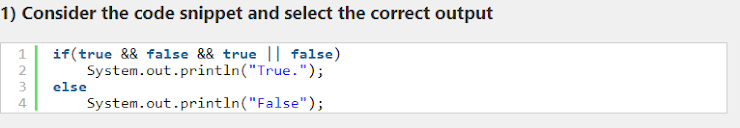 1) Consider the code snippet and select the correct output
1 if(true && false && true || false)
2 System.out.println("True.");
3 else
4 System.out.println("False");